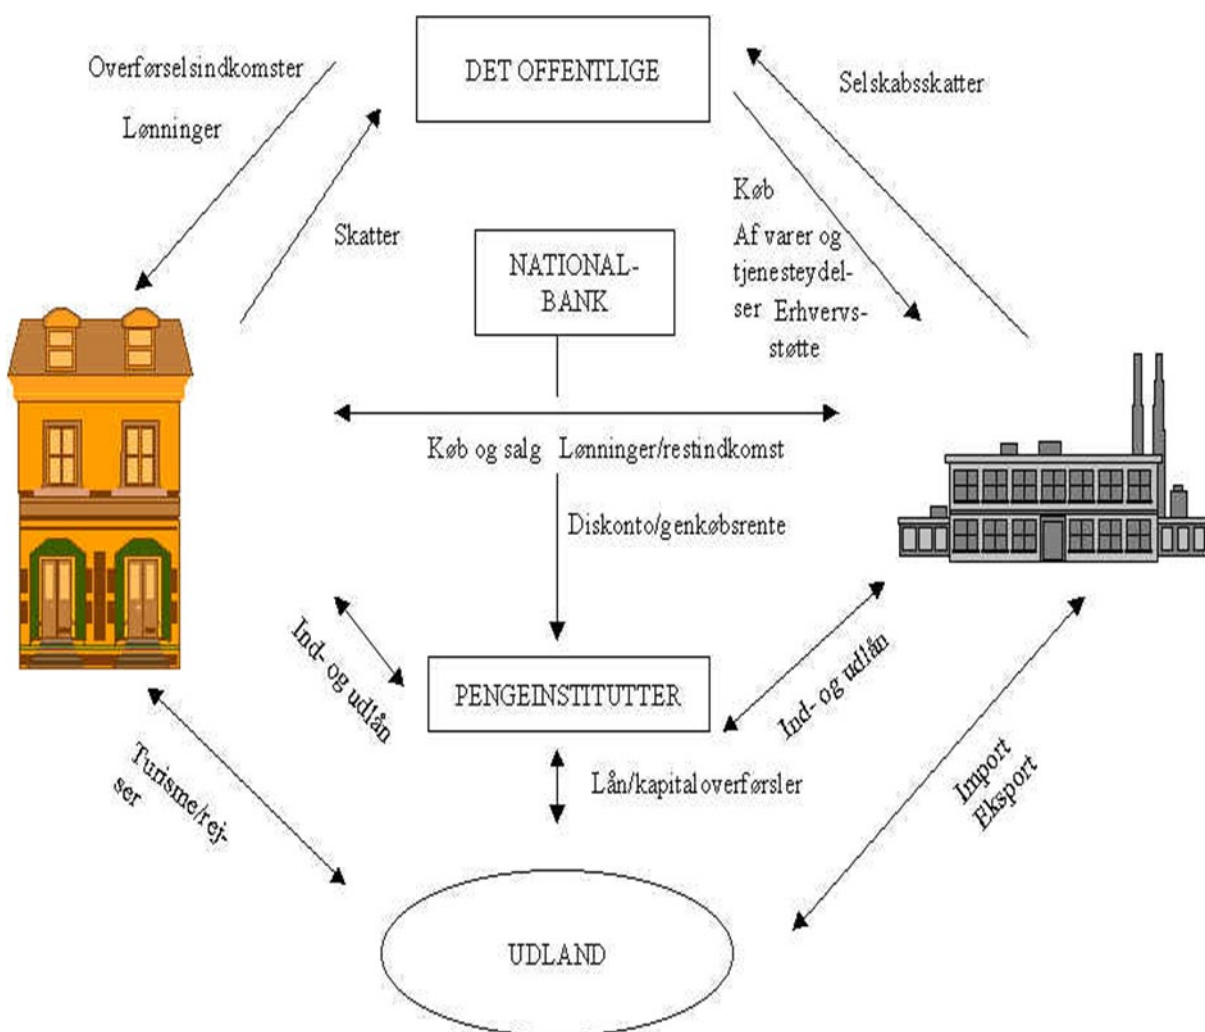 DET OFFENTLIGE
Overførselsindkomster
Lønninger
Selskabsskatter
Skatter
Køb
Af varer og
tjenesteydel-
ser Erhvervs-
støtte
NATIONAL-
BANK
Køb og salg Lønninger/restindkomst
Diskonto/genkøbsrente
Ind- og udlån
PENGEINSTITUTTER
Ind- og udlån
Turisme/rej-
ser
Lån/kapitaloverførsler
Import
Eksport
UDLAND